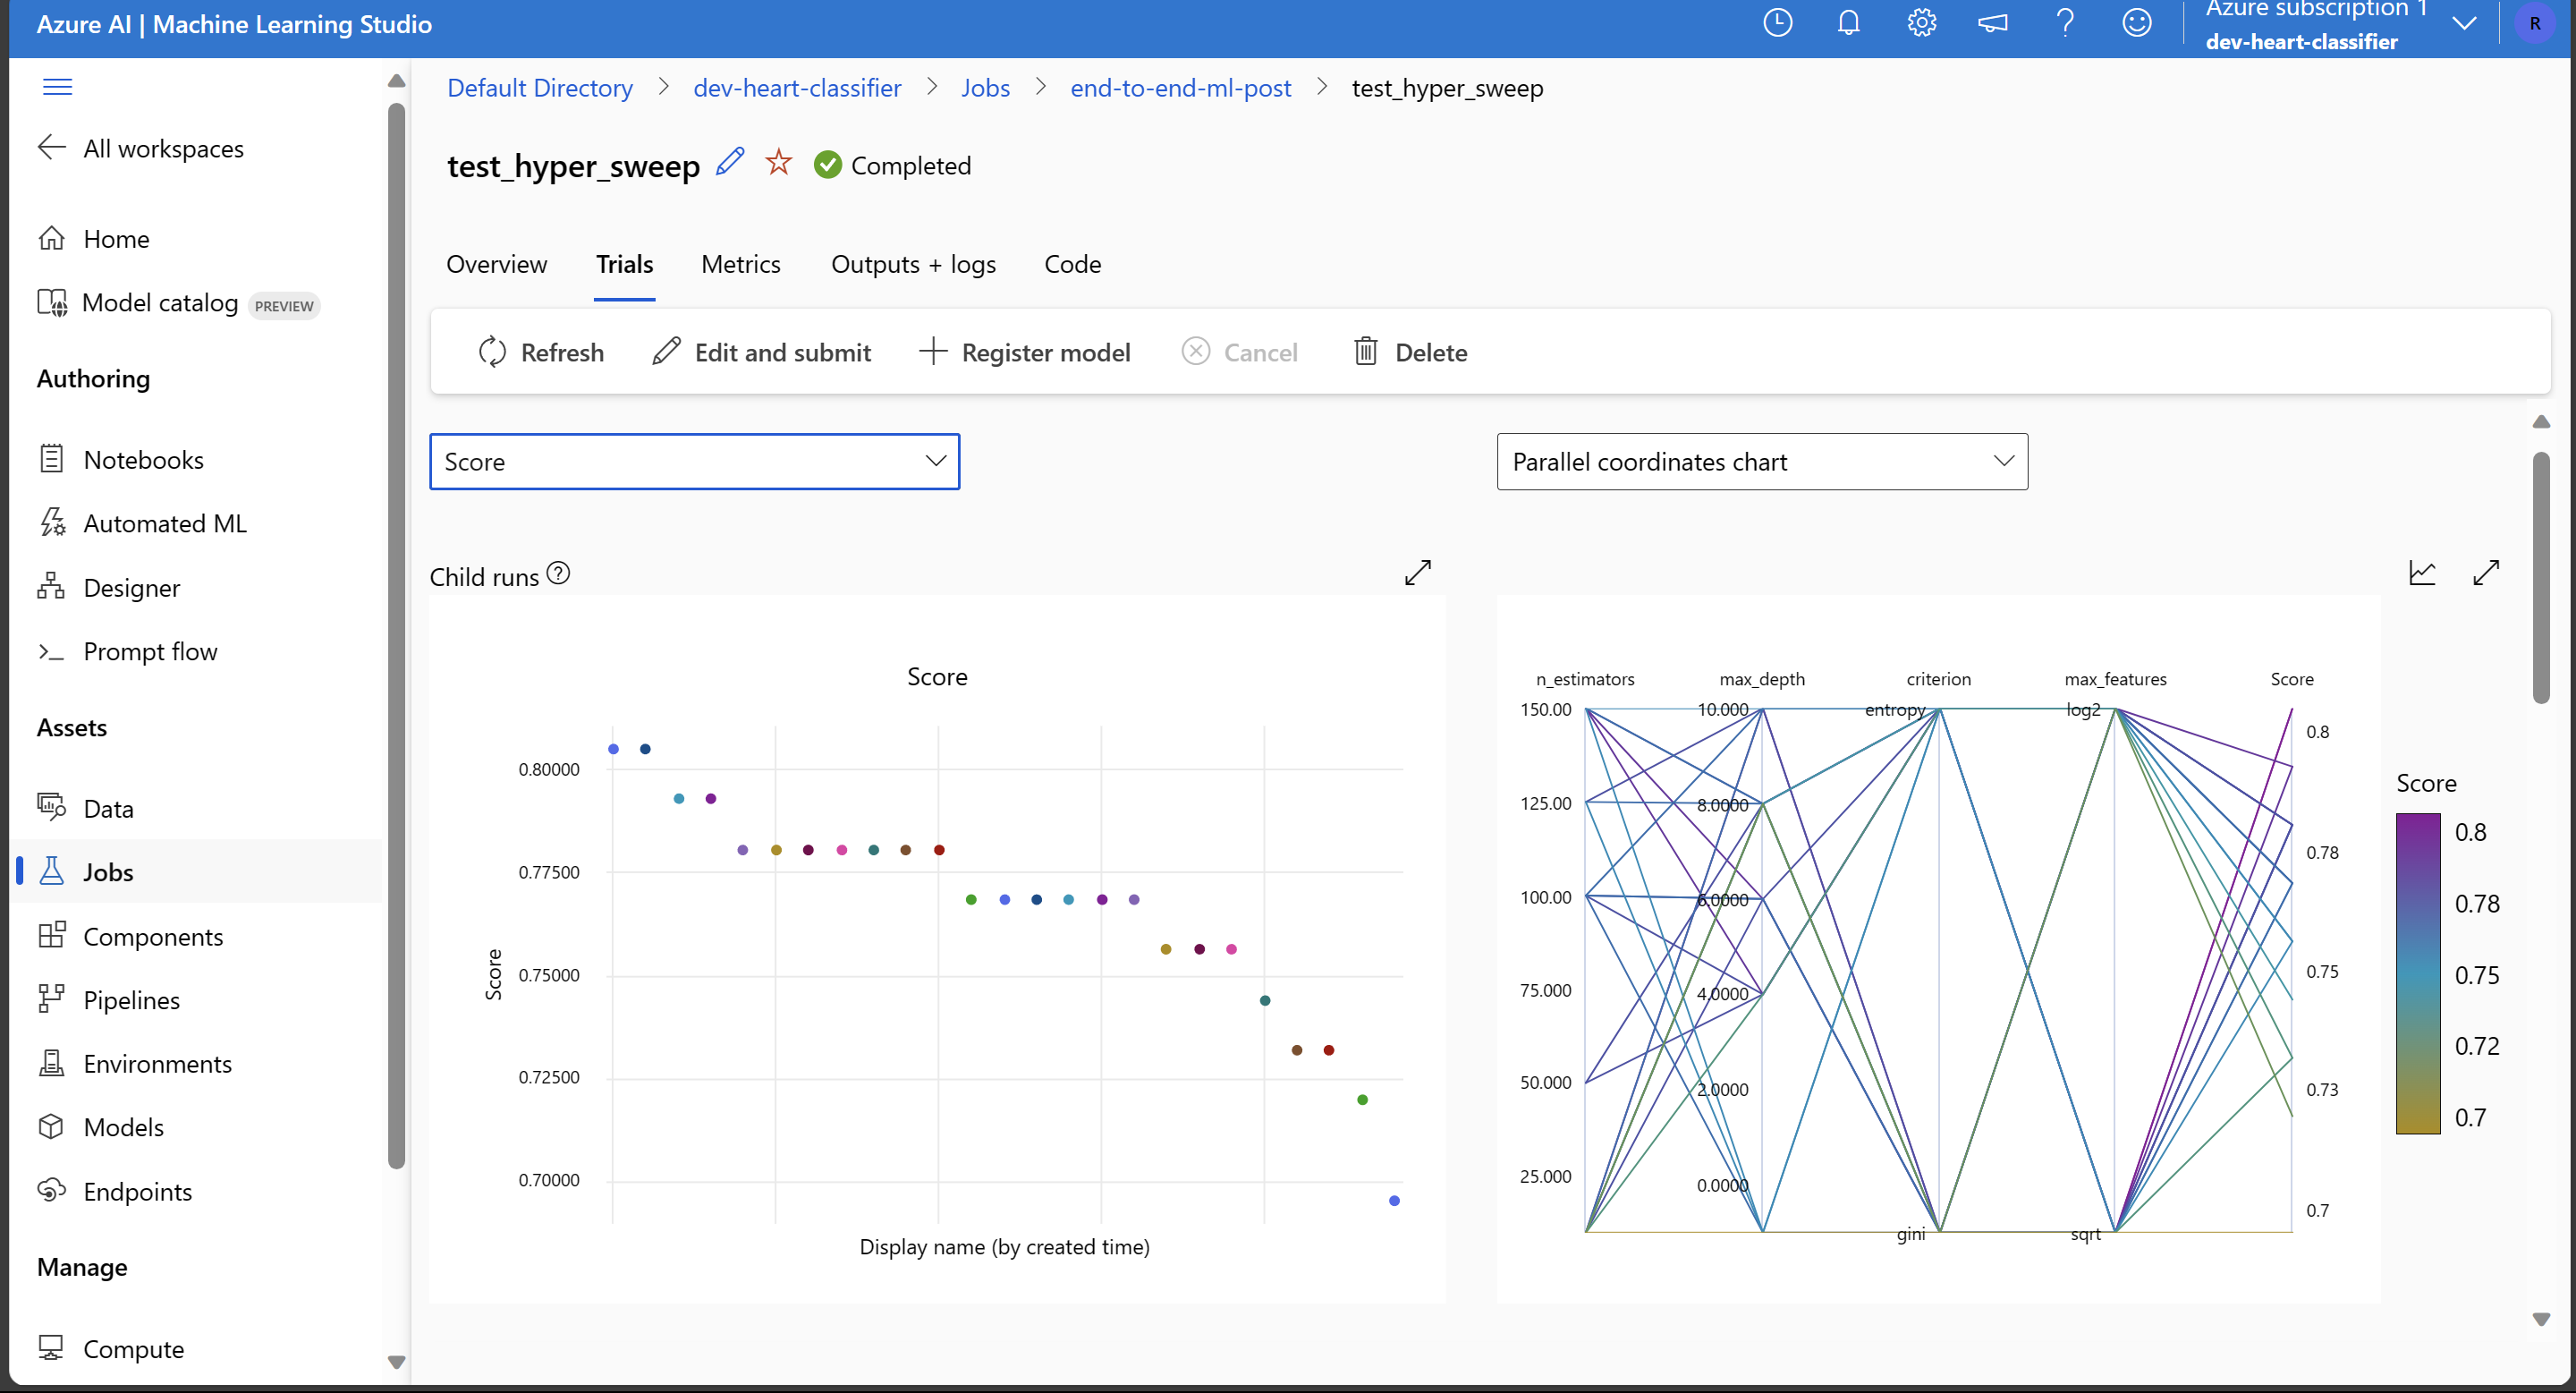 Azure AI | Machine Learning Studio
Azure subscription 1
dev-heart-classifier
R
All workspaces
Home
Model catalog PREVIEW
Authoring
Notebooks
Automated ML
Designer
Prompt flow
Assets
Data
Jobs
Components
Pipelines
Environments
Models
Endpoints
Manage
Compute
Default Directory > dev-heart-classifier > Jobs > end-to-end-ml-post > test_hyper_sweep
test_hyper_sweep Completed
Overview Trials Metrics Outputs + logs Code
Refresh Edit and submit Register model Cancel Delete
Score
Parallel coordinates chart
Child runs
Score
0.80000
0.77500
0.75000
0.72500
0.70000
Score
Display name (by created time)
n_estimators max_depth criterion max_features Score
150.00
125.00
100.00
75.000
50.000
25.000
10.000
8.0000
6.0000
4.0000
2.0000
0.0000
entropy
gini
log2
sqrt
0.8
0.78
0.75
0.73
0.7
Score
0.8
0.78
0.75
0.72
0.7